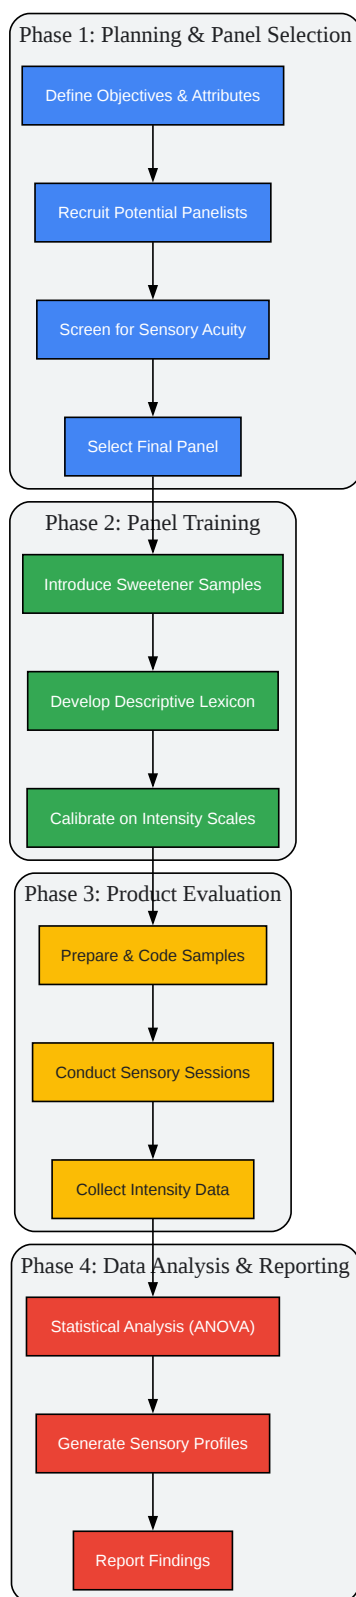 Phase 1: Planning & Panel Selection
Define Objectives & Attributes
Recruit Potential Panelists
Screen for Sensory Acuity
Select Final Panel
Phase 2: Panel Training
Introduce Sweetener Samples
Develop Descriptive Lexicon
Calibrate on Intensity Scales
Phase 3: Product Evaluation
Prepare & Code Samples
Conduct Sensory Sessions
Collect Intensity Data
Phase 4: Data Analysis & Reporting
Statistical Analysis (ANOVA)
Generate Sensory Profiles
Report Findings